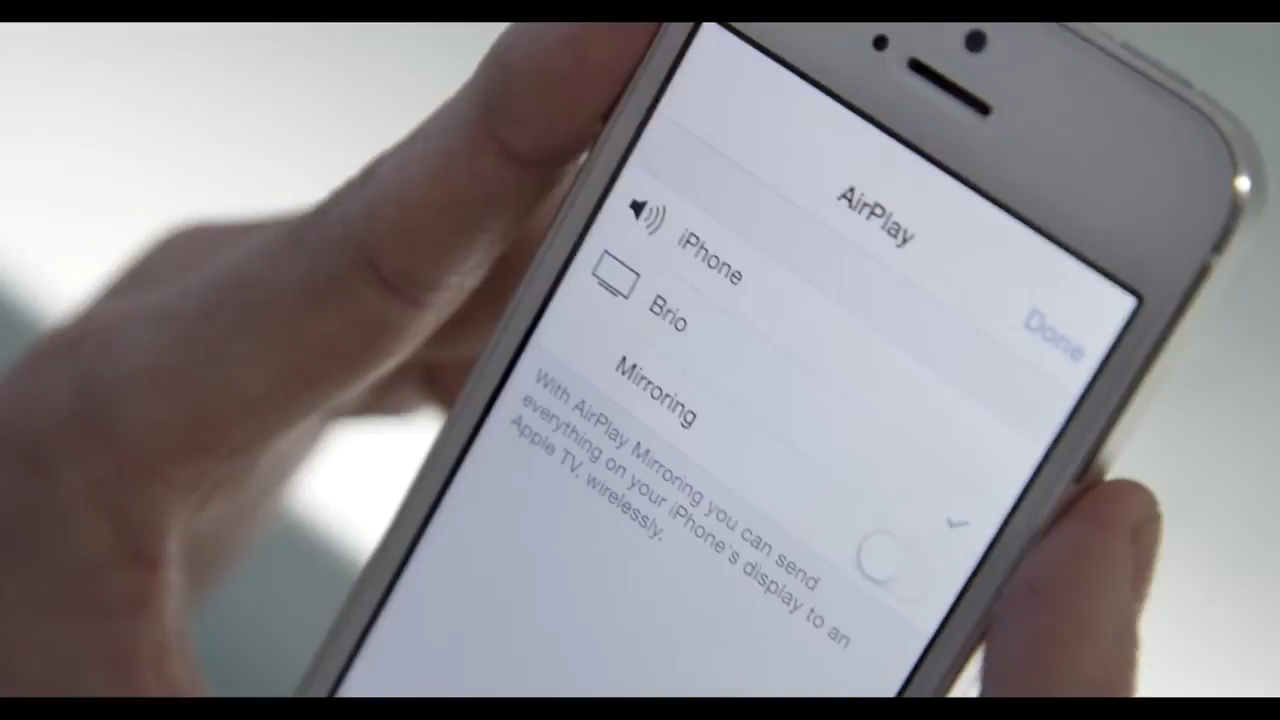 AirPlay
Done
iPhone
Brio
Mirroring
With AirPlay Mirroring you can send
everything on your iPhone's display to an
Apple TV, wirelessly.